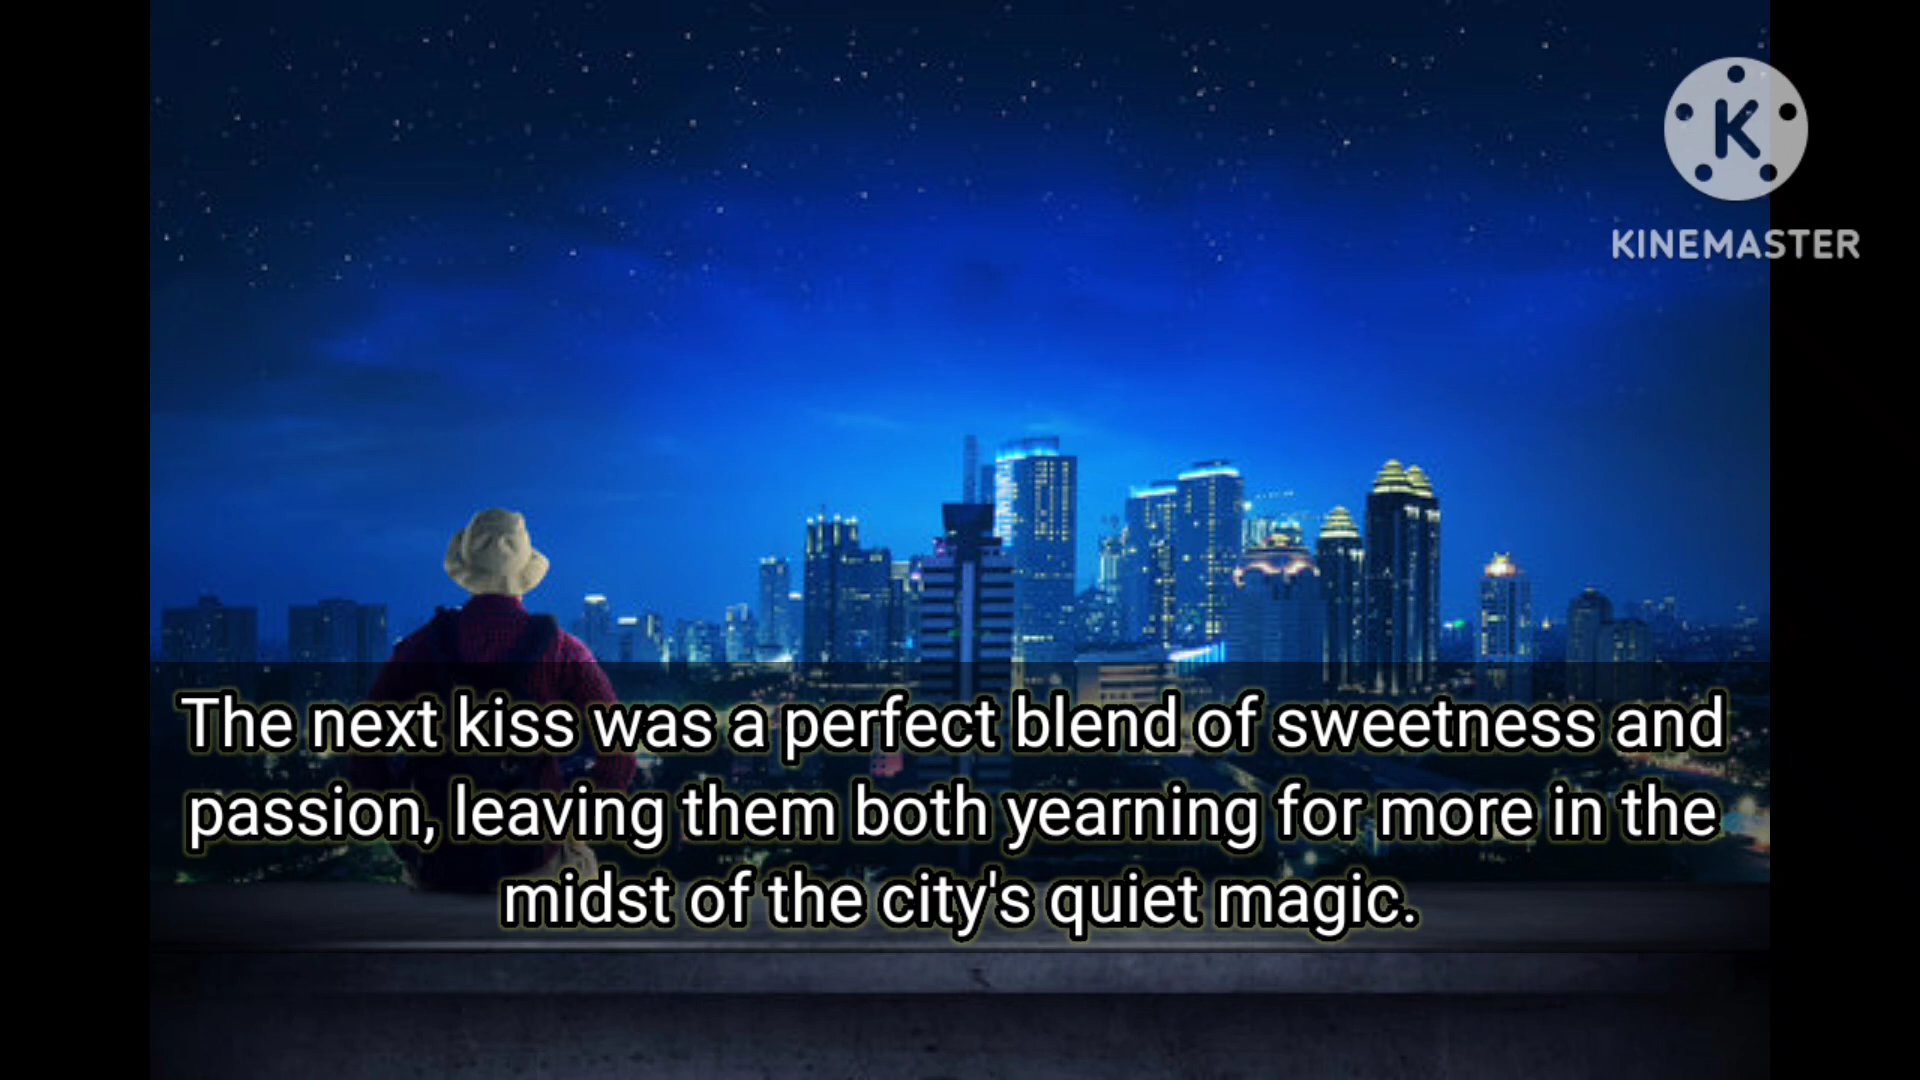 K
KINEMASTER
The next kiss was a perfect blend of sweetness and
passion, leaving them both yearning for more in the
midst of the city's quiet magic.